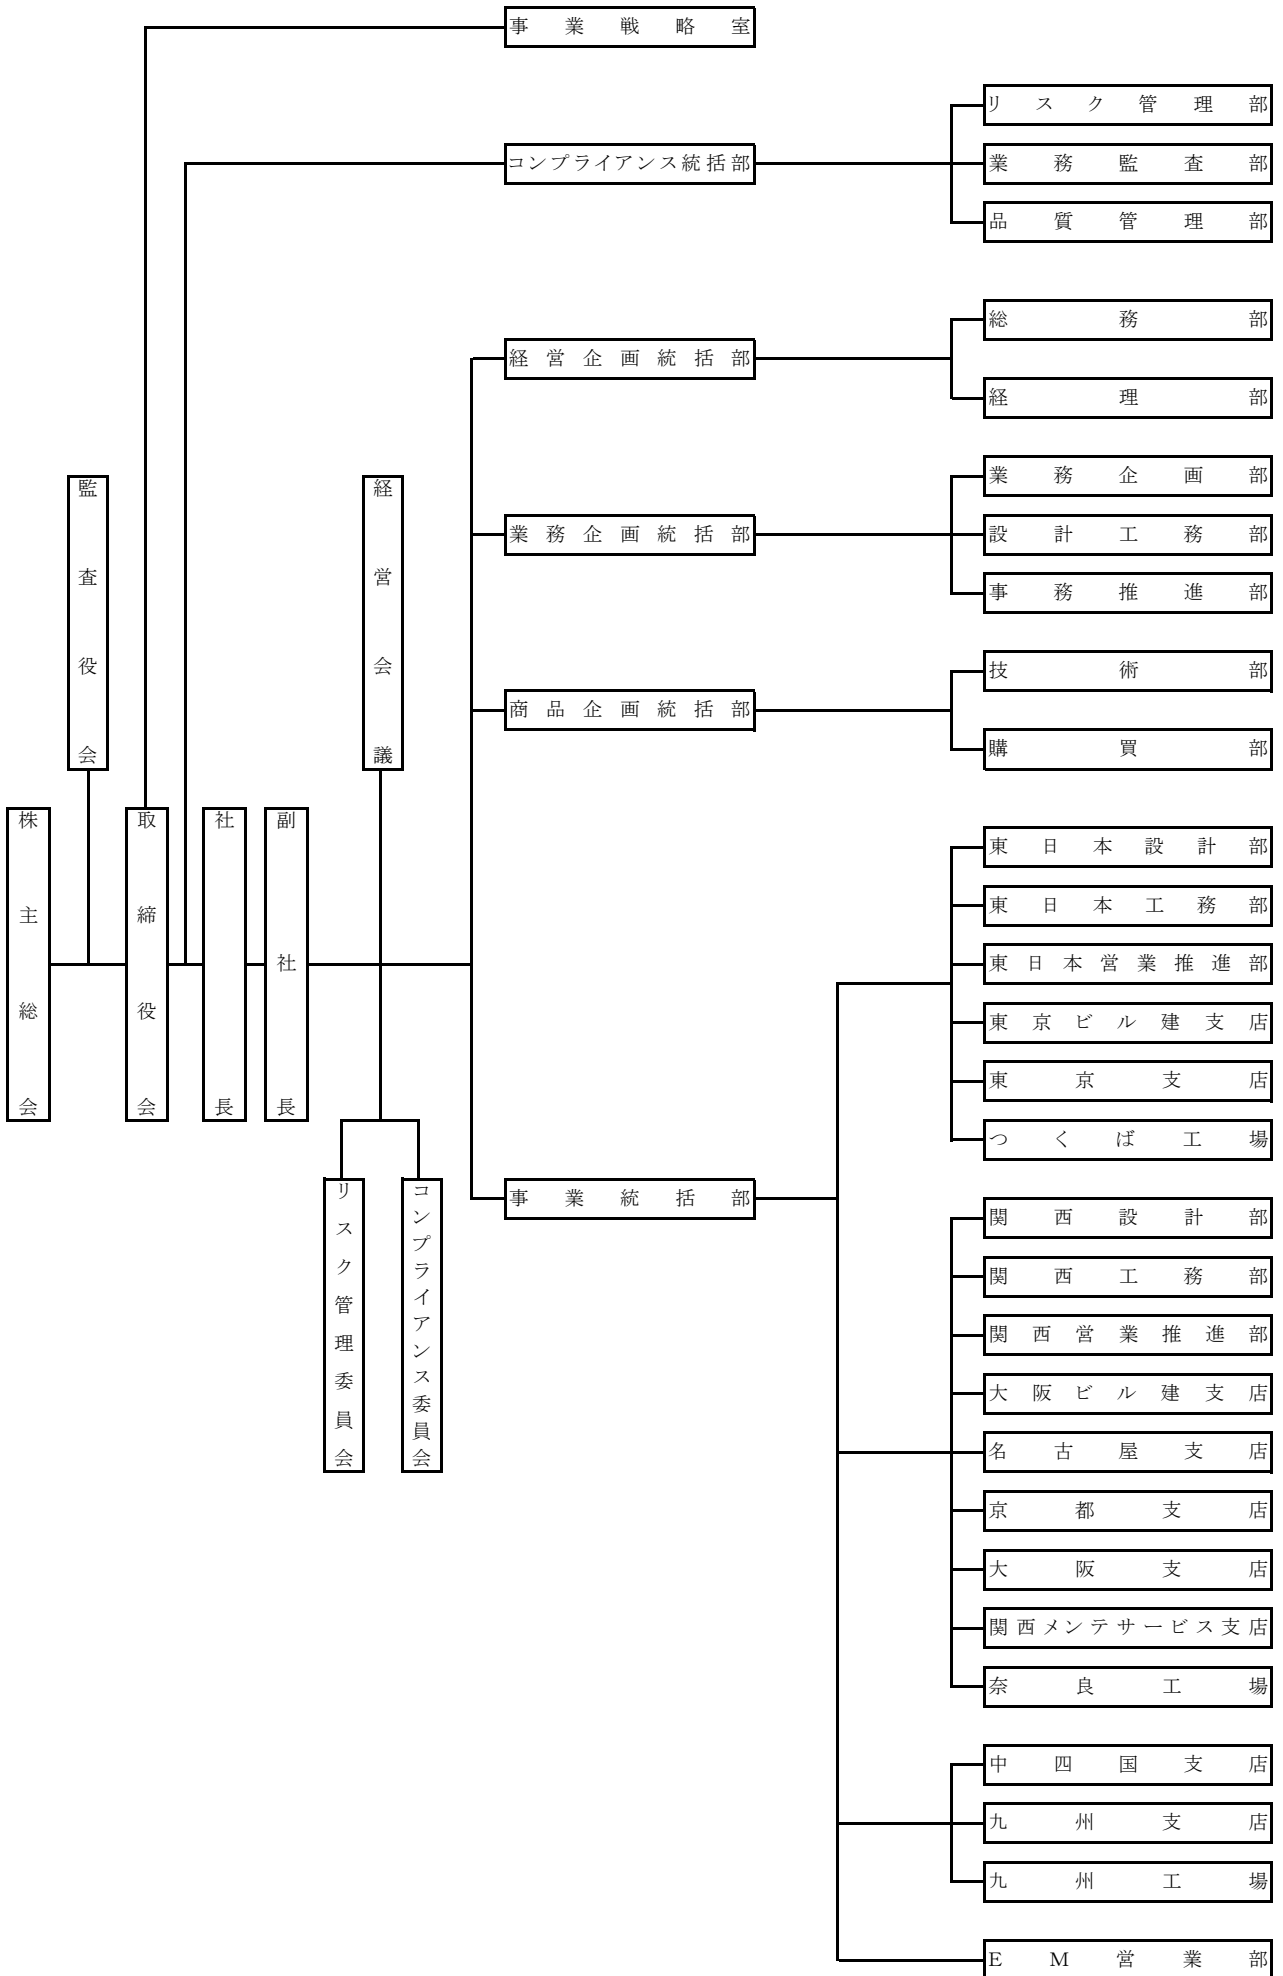 事業戦略室
リスク管理部
コンプライアンス統括部
業務監査部
品質管理部
総務部
経営企画統括部
経理部
監査役会
経営会議
業務企画部
業務企画統括部
設計工務部
事務推進部
技術部
商品企画統括部
購買部
株主総会
取締役会
社長
副社長
東日本設計部
東日本工務部
東日本営業推進部
東京ビル建支店
東京支店
つくば工場
リスク管理委員会
コンプライアンス委員会
事業統括部
関西設計部
関西工務部
関西営業推進部
大阪ビル建支店
名古屋支店
京都支店
大阪支店
関西メンテサービス支店
奈良工場
中四国支店
九州支店
九州工場
EM営業部